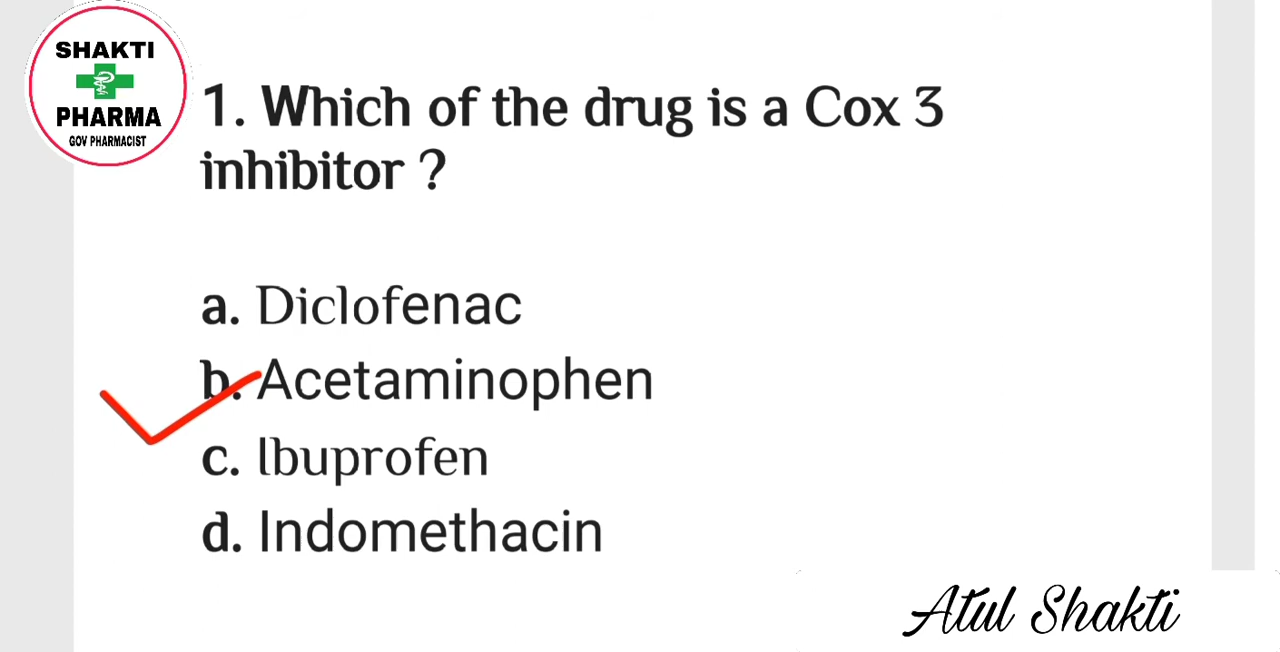 SHAKTI
PHARMA
GOV PHARMACIST
1. Which of the drug is a Cox 3
inhibitor ?
a. Diclofenac
b. Acetaminophen
c. Ibuprofen
d. Indomethacin
Atul Shakti